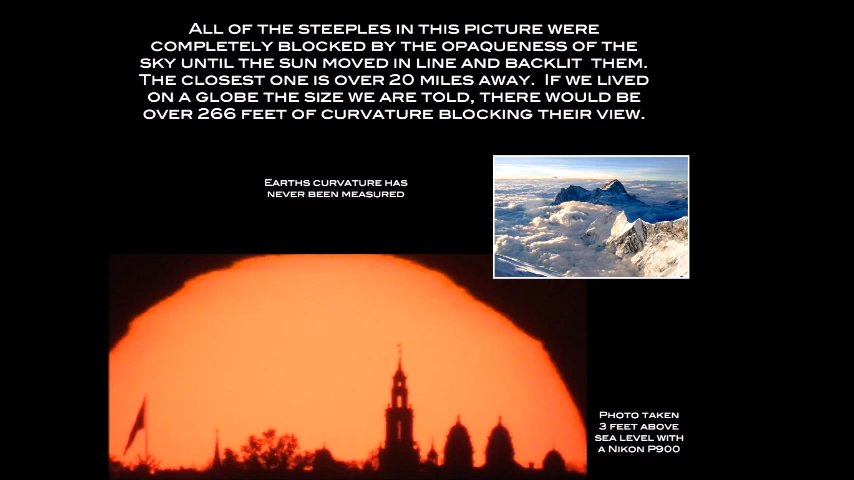 ALL OF THE STEEPLES IN THIS PICTURE WERE
COMPLETELY BLOCKED BY THE OPAQUENESS OF THE
SKY UNTIL THE SUN MOVED IN LINE AND BACKLIT THEM.
THE CLOSEST ONE IS OVER 20 MILES AWAY. IF WE LIVED
ON A GLOBE THE SIZE WE ARE TOLD, THERE WOULD BE
OVER 266 FEET OF CURVATURE BLOCKING THEIR VIEW.
EARTHS CURVATURE HAS
NEVER BEEN MEASURED
PHOTO TAKEN
3 FEET ABOVE
SEA LEVEL WITH
A NIKON P900